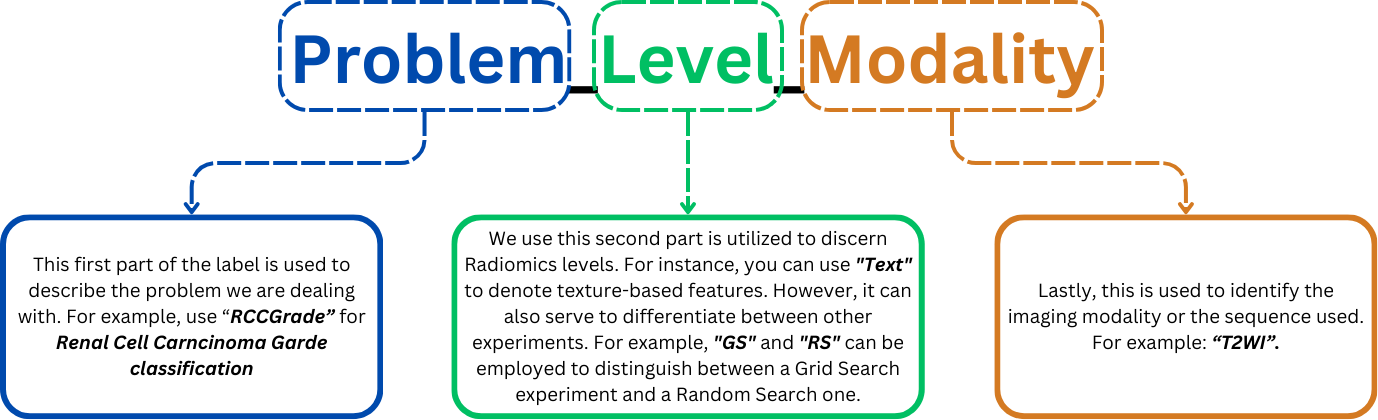 Problem_Level_Modality
This first part of the label is used to
describe the problem we are dealing
with. For example, use “RCCGrade” for
Renal Cell Carncinoma Garde
classification
We use this second part is utilized to discern
Radiomics levels. For instance, you can use "Text"
to denote texture-based features. However, it can
also serve to differentiate between other
experiments. For example, "GS" and "RS" can be
employed to distinguish between a Grid Search
experiment and a Random Search one.
Lastly, this is used to identify the
imaging modality or the sequence used.
For example: “T2WI”.